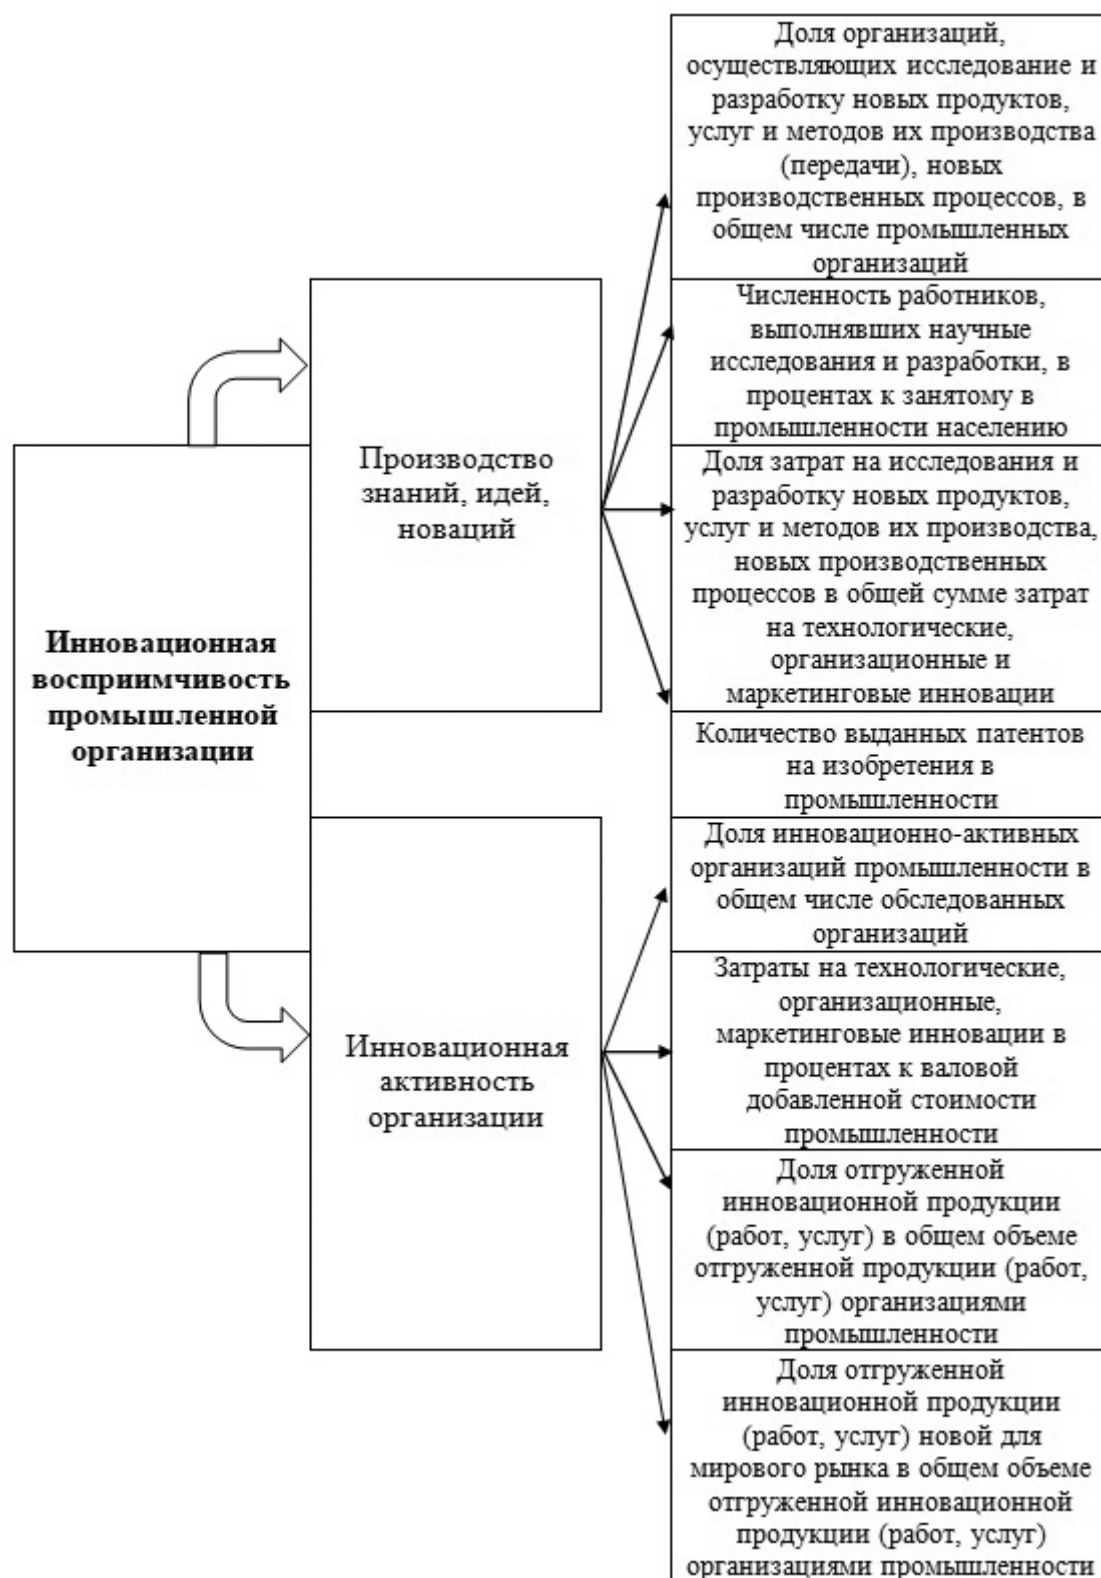 Инновационная
восприимчивость
промышленной
организации
Производство
знаний, идей,
новаций
Доля организаций,
осуществляющих исследование и
разработку новых продуктов,
услуг и методов их производства
(передачи), новых
производственных процессов, в
общем числе промышленных
организаций
Численность работников,
выполнявших научные
исследования и разработки, в
процентах к занятому в
промышленности населению
Доля затрат на исследования и
разработку новых продуктов,
услуг и методов их производства,
новых производственных
процессов в общей сумме затрат
на технологические,
организационные и
маркетинговые инновации
Количество выданных патентов
на изобретения в
промышленности
Инновационная
активность
организации
Доля инновационно-активных
организаций промышленности в
общем числе обследованных
организаций
Затраты на технологические,
организационные,
маркетинговые инновации в
процентах к валовой
добавленной стоимости
промышленности
Доля отгруженной
инновационной продукции
(работ, услуг) в общем объеме
отгруженной продукции (работ,
услуг) организациями
промышленности
Доля отгруженной
инновационной продукции
(работ, услуг) новой для
мирового рынка в общем объеме
отгруженной инновационной
продукции (работ, услуг)
организациями промышленности